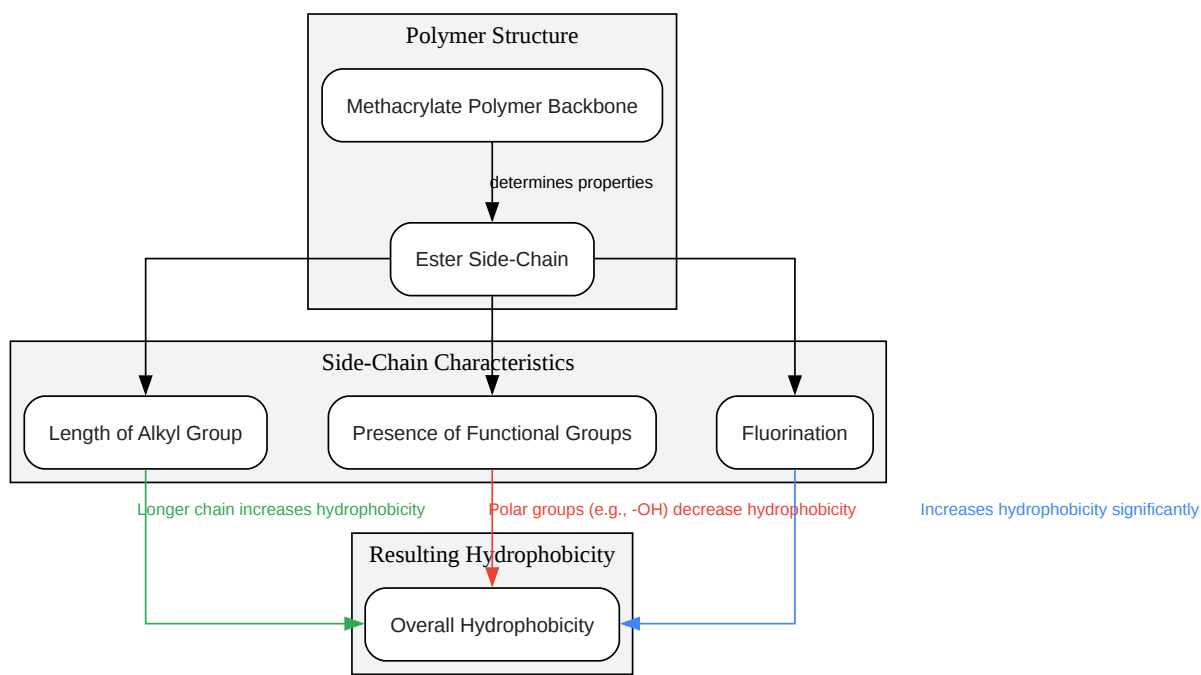 Polymer Structure
Methacrylate Polymer Backbone
determines properties
Ester Side-Chain
Side-Chain Characteristics
Length of Alkyl Group
Presence of Functional Groups
Fluorination
Longer chain increases hydrophobicity
Polar groups (e.g., -OH) decrease hydrophobicity
Increases hydrophobicity significantly
Resulting Hydrophobicity
Overall Hydrophobicity